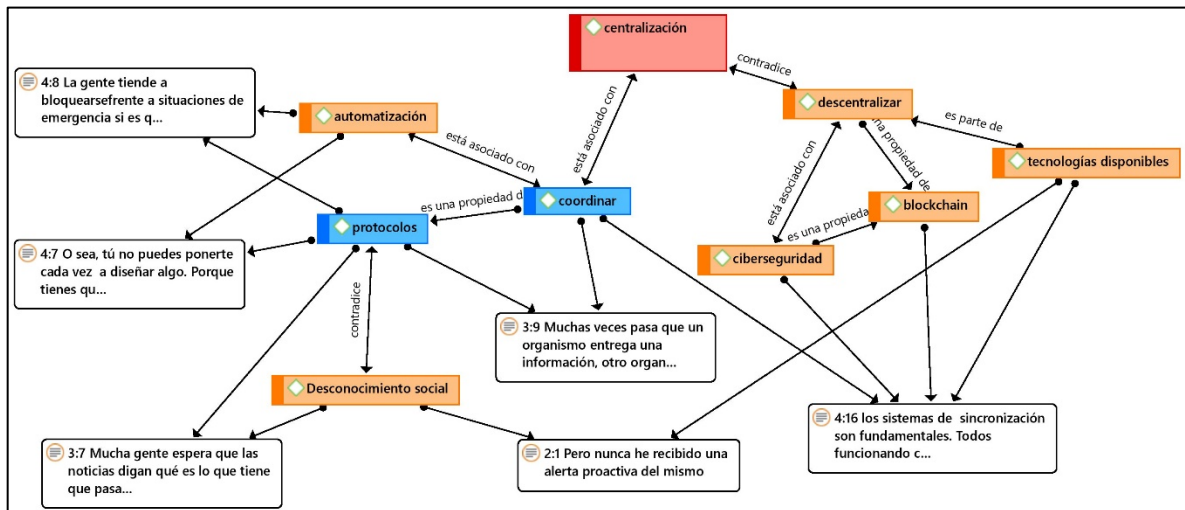 centralización
contradice
4:8 La gente tiende a
bloquearsefrente a situaciones de
emergencia si es q...
automatización
descentralizar
está asociado con
es parte de
está asociado con
una propiedad de
tecnologías disponibles
coordinar
es una propiedad d
protocolos
está asociado con
blockchain
es una propieda
ciberseguridad
4:7 O sea, tú no puedes ponerte
cada vez a diseñar algo. Porque
tienes qu...
contradice
3:9 Muchas veces pasa que un
organismo entrega una
información, otro organ...
Desconocimiento social
4:16 los sistemas de sincronización
son fundamentales. Todos
funcionando c...
3:7 Mucha gente espera que las
noticias digan qué es lo que tiene
que pasa...
2:1 Pero nunca he recibido una
alerta proactiva del mismo